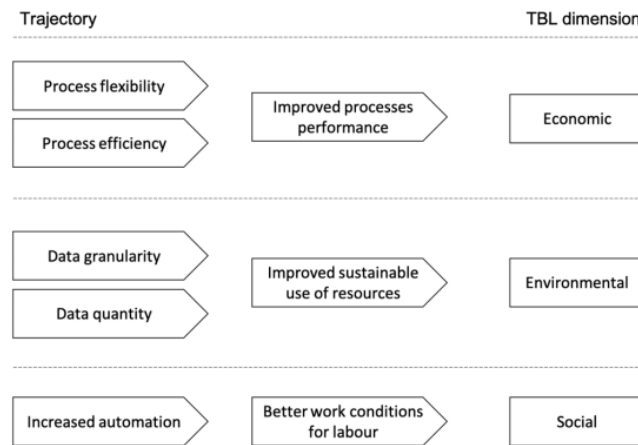 Trajectory
TBL dimension
Process flexibility
Process efficiency
Improved processes
performance
Economic
Data granularity
Data quantity
Improved sustainable
use of resources
Environmental
Increased automation
Better work conditions
for labour
Social